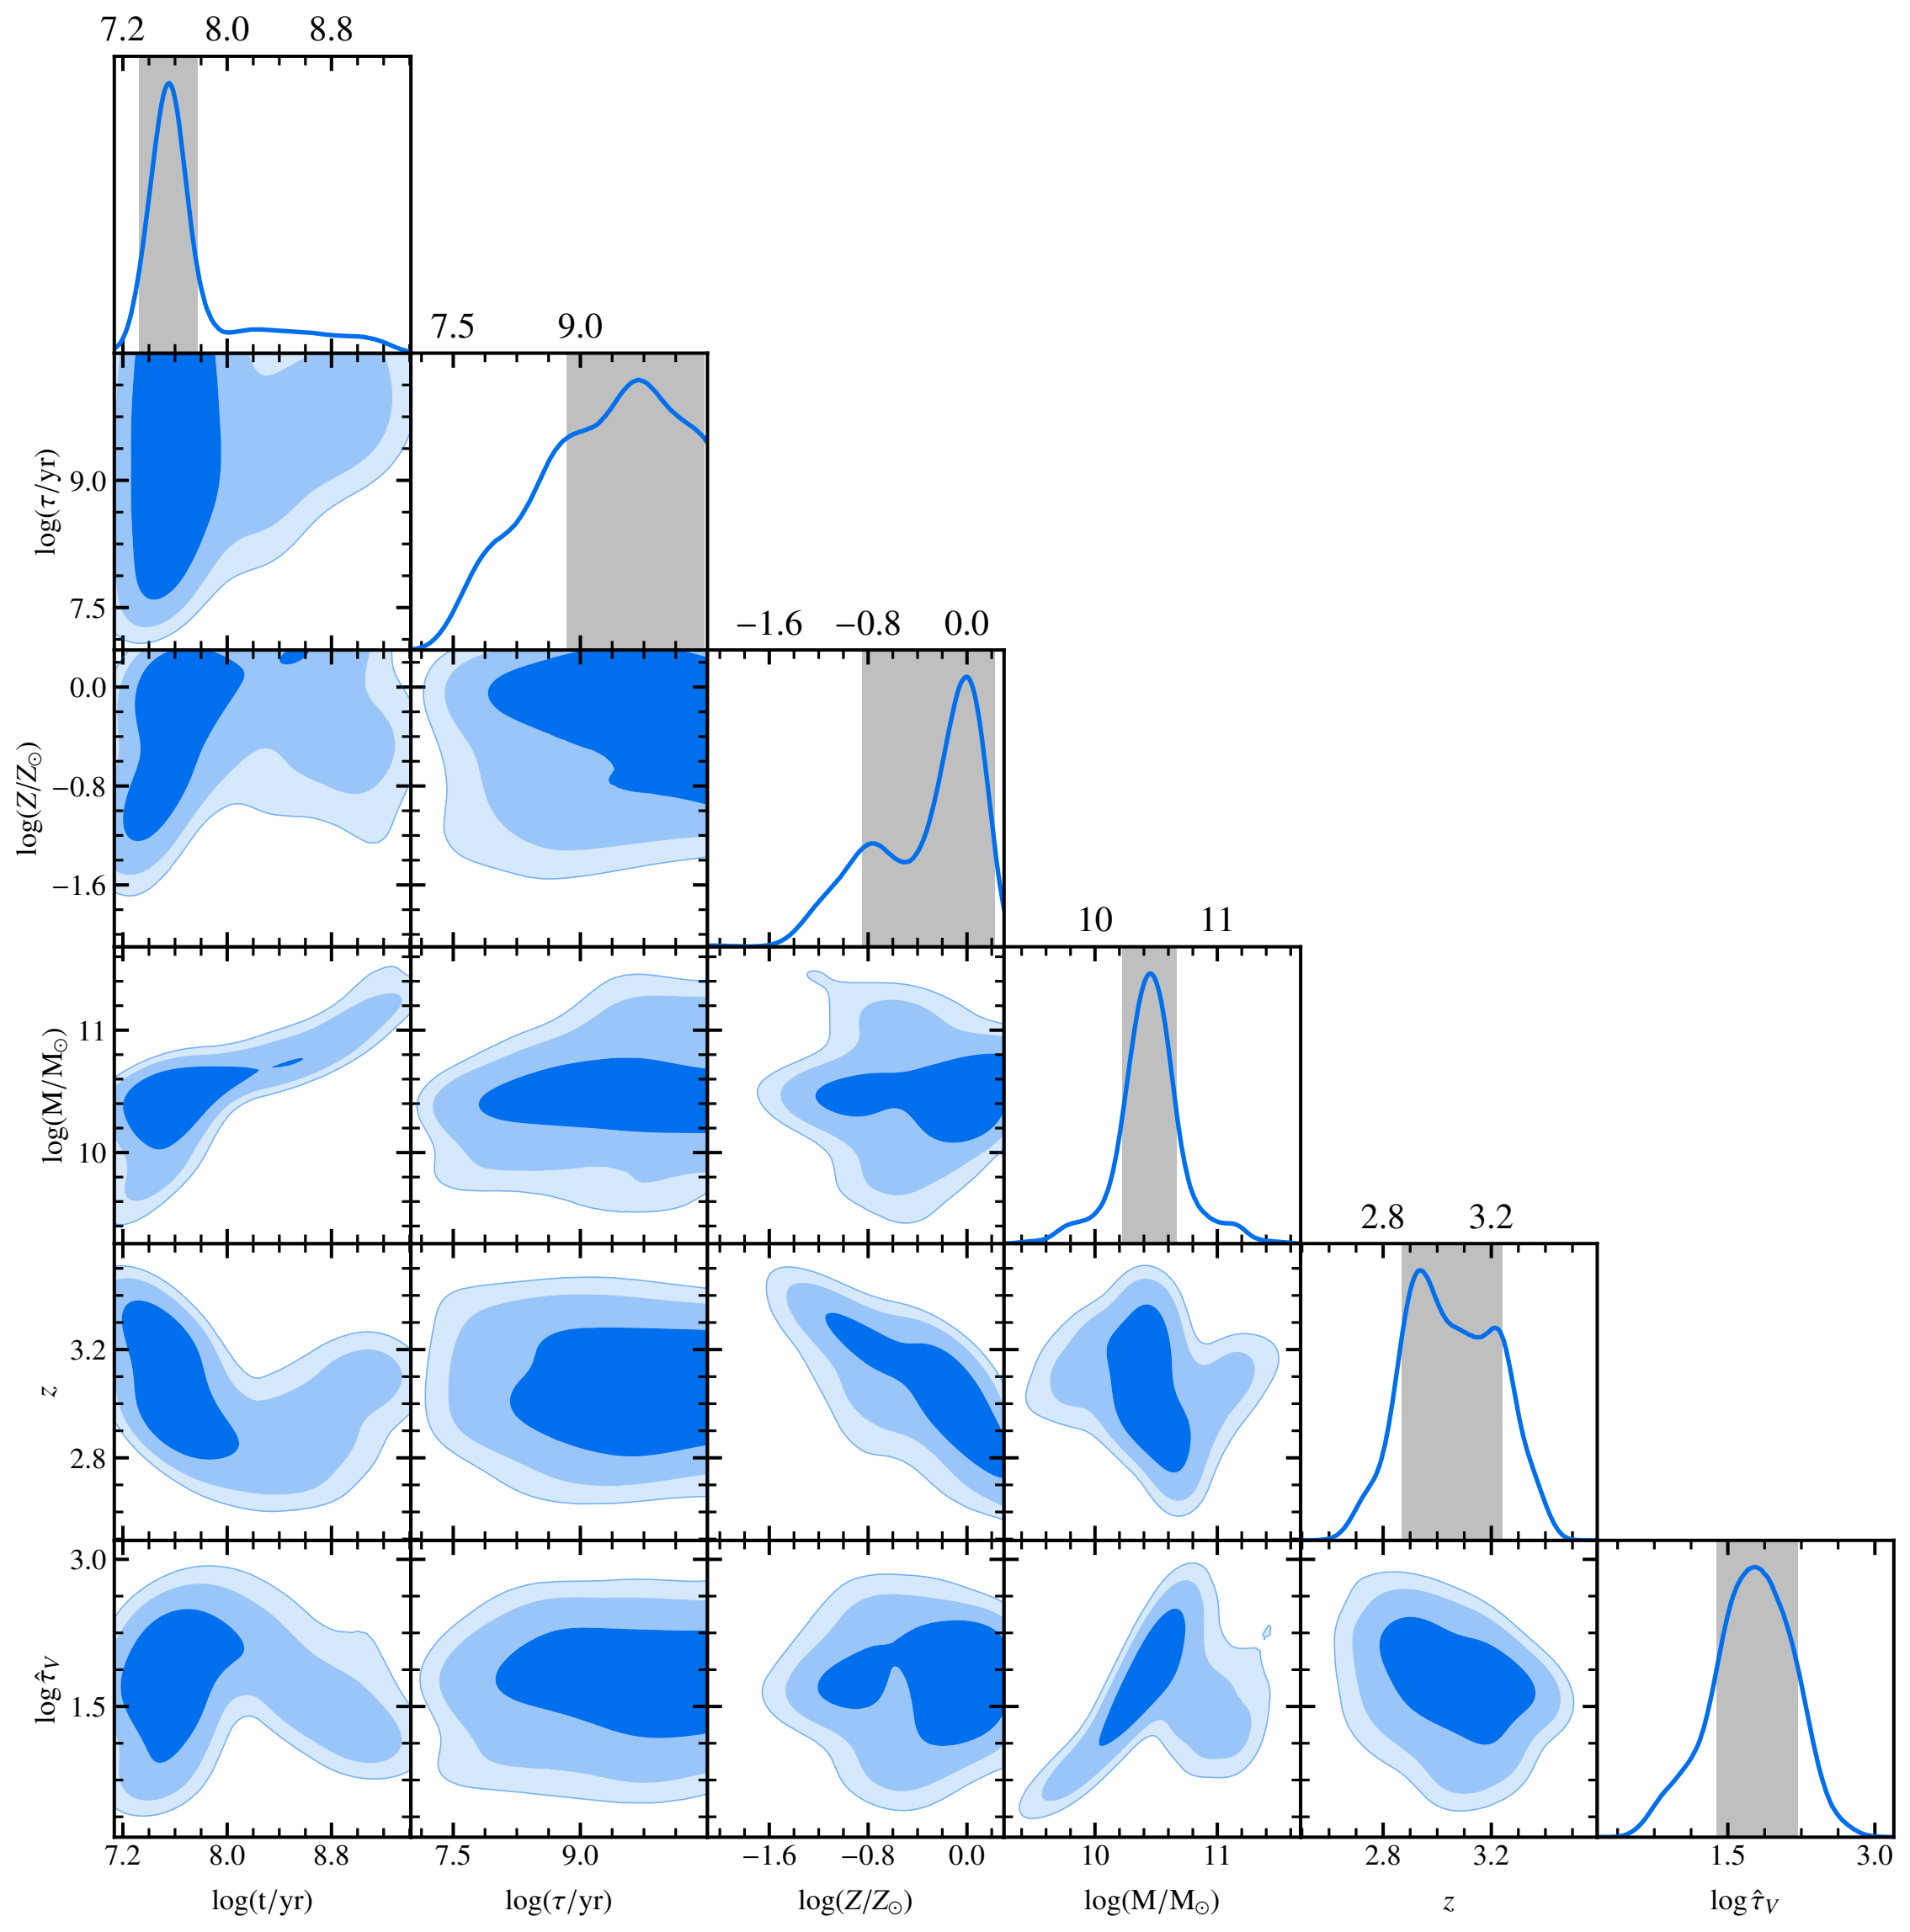 7.2 8.0 8.8
7.5 9.0
log(τ/yr)
9.0
7.5
−1.6 −0.8 0.0
log(Z/Z⊙)
0.0
−0.8
−1.6
10 11
log(M/M⊙)
11
10
2.8 3.2
z
3.2
2.8
log τ̂V
3.0
1.5
7.2 8.0 8.8 7.5 9.0 −1.6 −0.8 0.0 10 11 2.8 3.2 1.5 3.0
log(t/yr) log(τ/yr) log(Z/Z⊙) log(M/M⊙) z log τ̂V